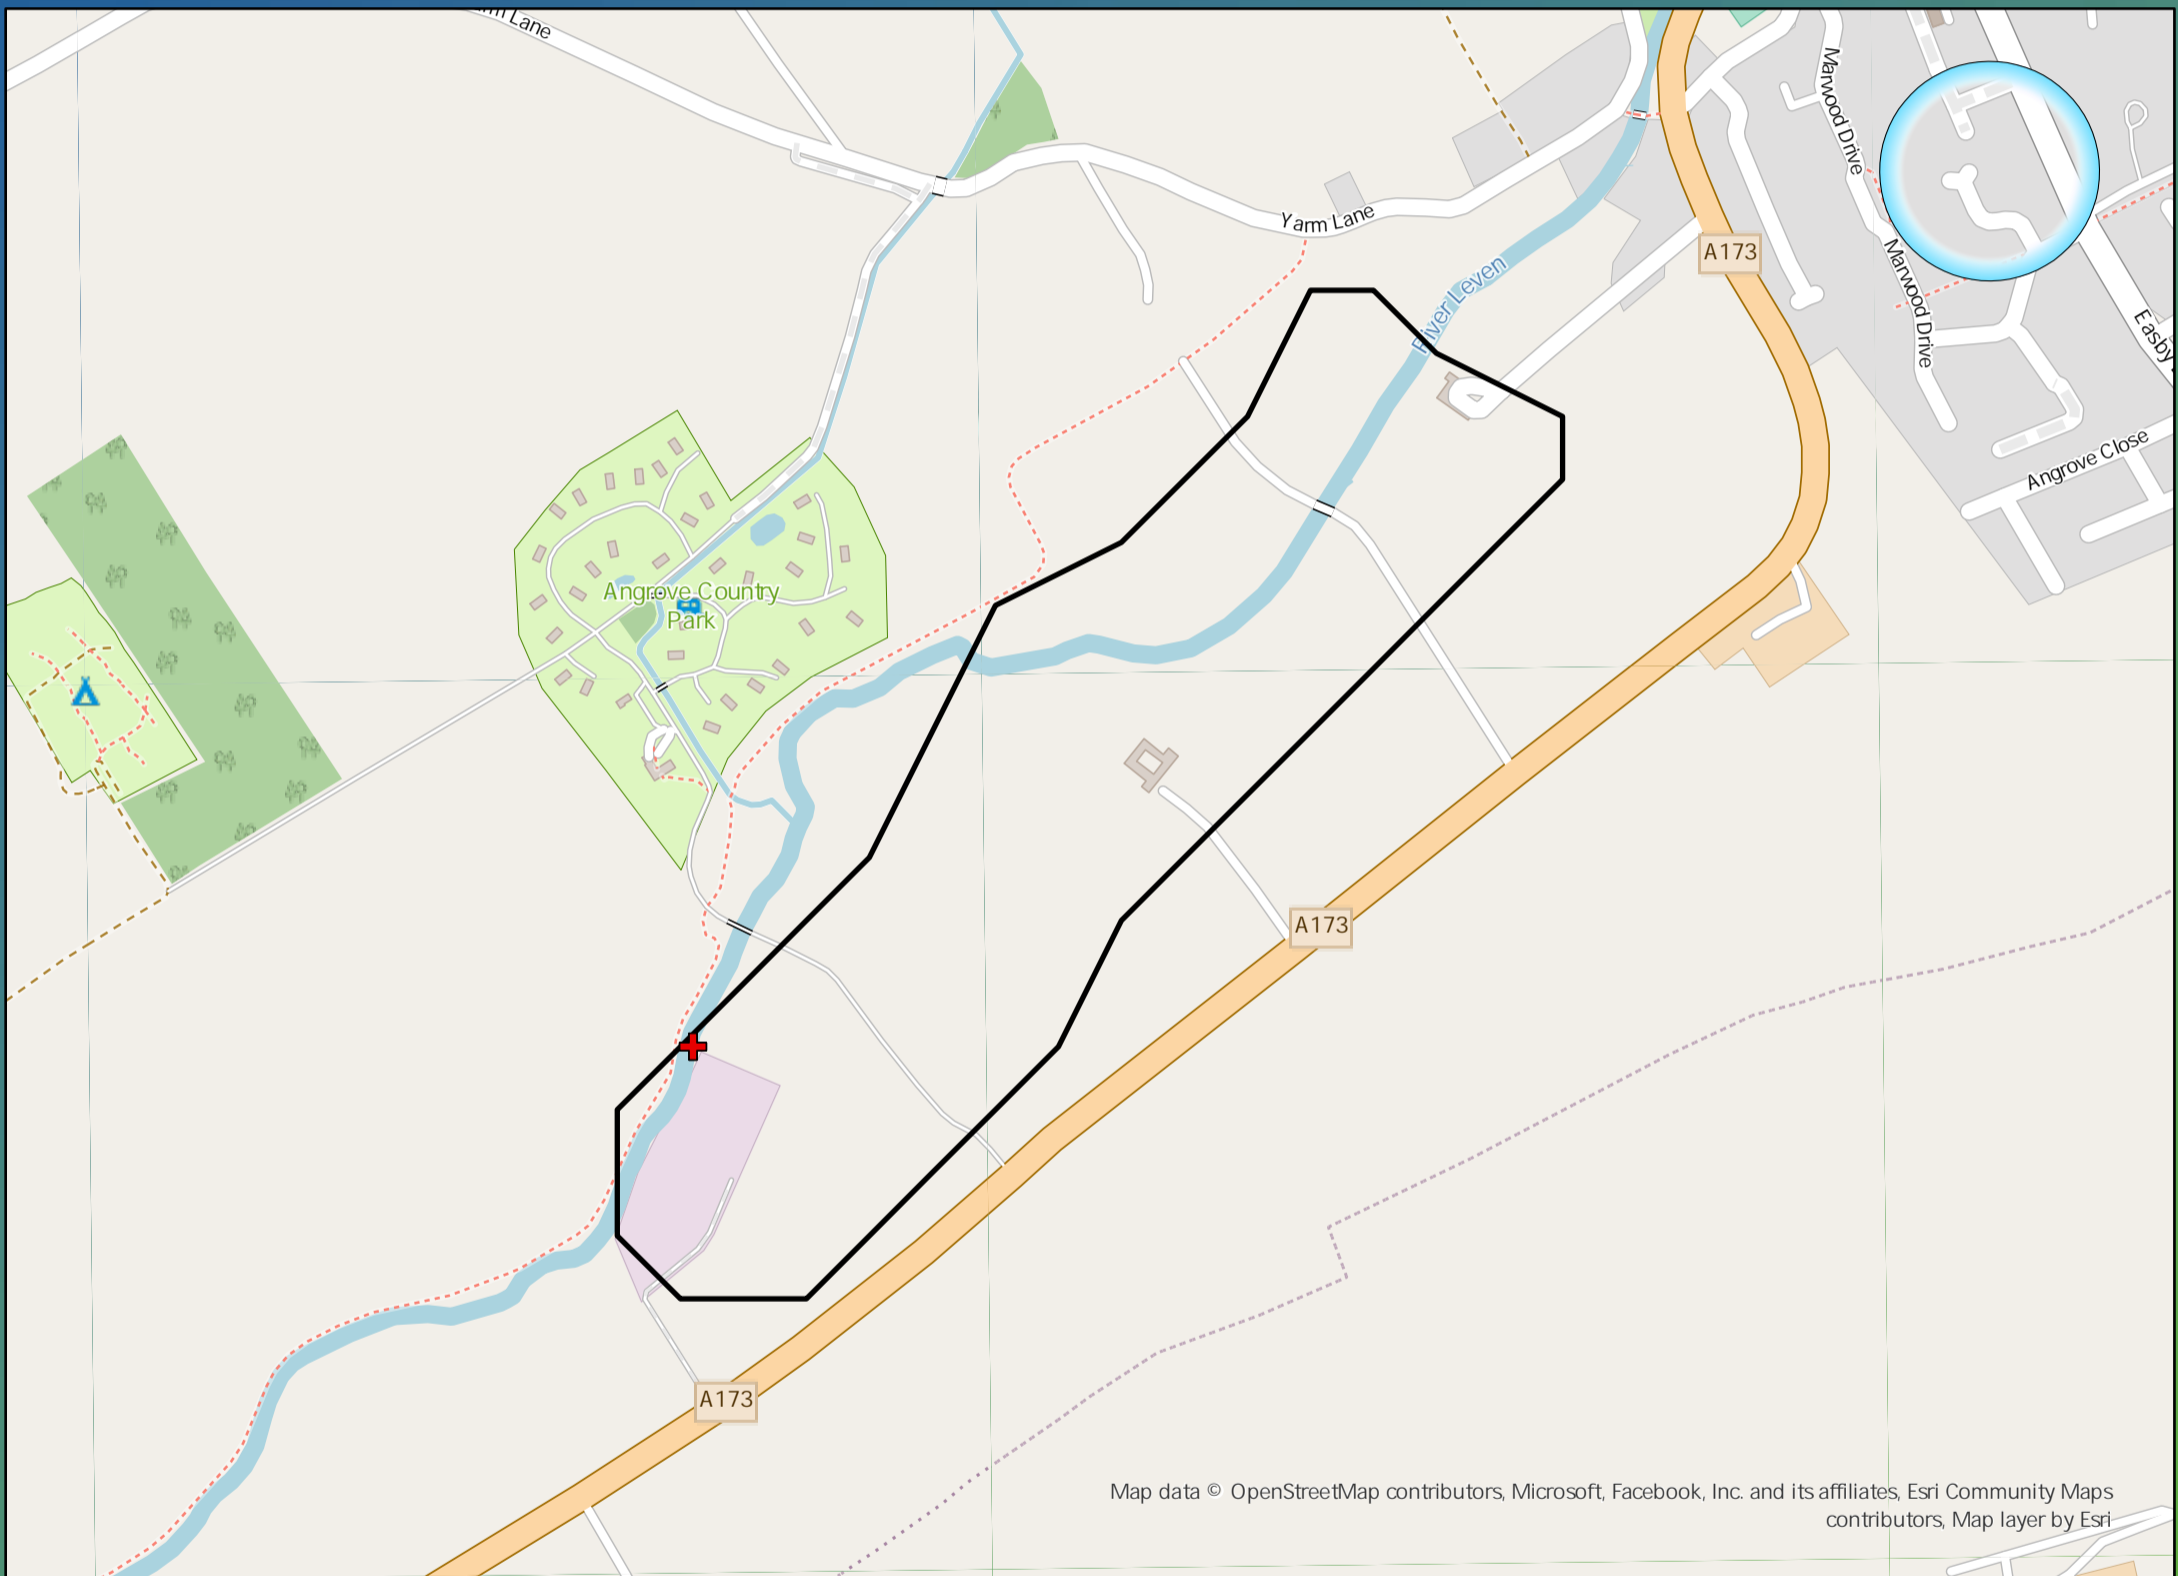 Lane
Marwood Drive
Yarm Lane
A173
Marwood Drive
River Leven
Easby
Angrove Close
Angrove Country
Park
A173
A173
Map data © OpenStreetMap contributors, Microsoft, Facebook, Inc. and its affiliates, Esri Community Maps
contributors, Map layer by Esri